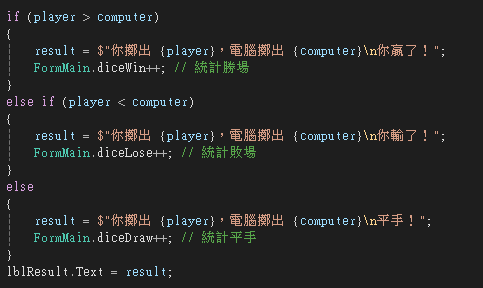 if (player > computer)
{
    result = $"你擲出 {player}，電腦擲出 {computer}\n你贏了！";
    FormMain.diceWin++; // 統計勝場
}
else if (player < computer)
{
    result = $"你擲出 {player}，電腦擲出 {computer}\n你輸了！";
    FormMain.diceLose++; // 統計敗場
}
else
{
    result = $"你擲出 {player}，電腦擲出 {computer}\n平手！";
    FormMain.diceDraw++; // 統計平手
}
lblResult.Text = result;